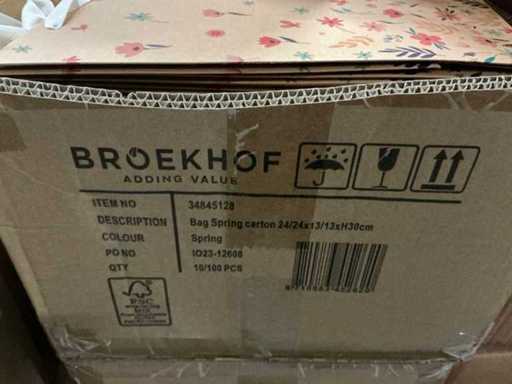 BROEKHOF
ADDING VALUE
ITEM NO 34845128
DESCRIPTION Bag Spring carton 24/24x13/13xH30cm
COLOUR Spring
PO NO IO23-12608
QTY 10/100 PCS
FSC
MIX